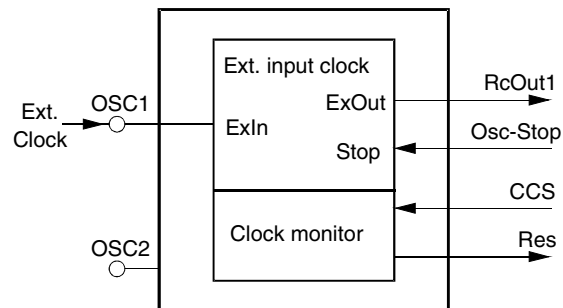 Ext. input clock
RcOut1
OSC1
ExOut
Ext.
Clock
ExIn
Osc-Stop
Stop
CCS
Clock monitor
Res
OSC2